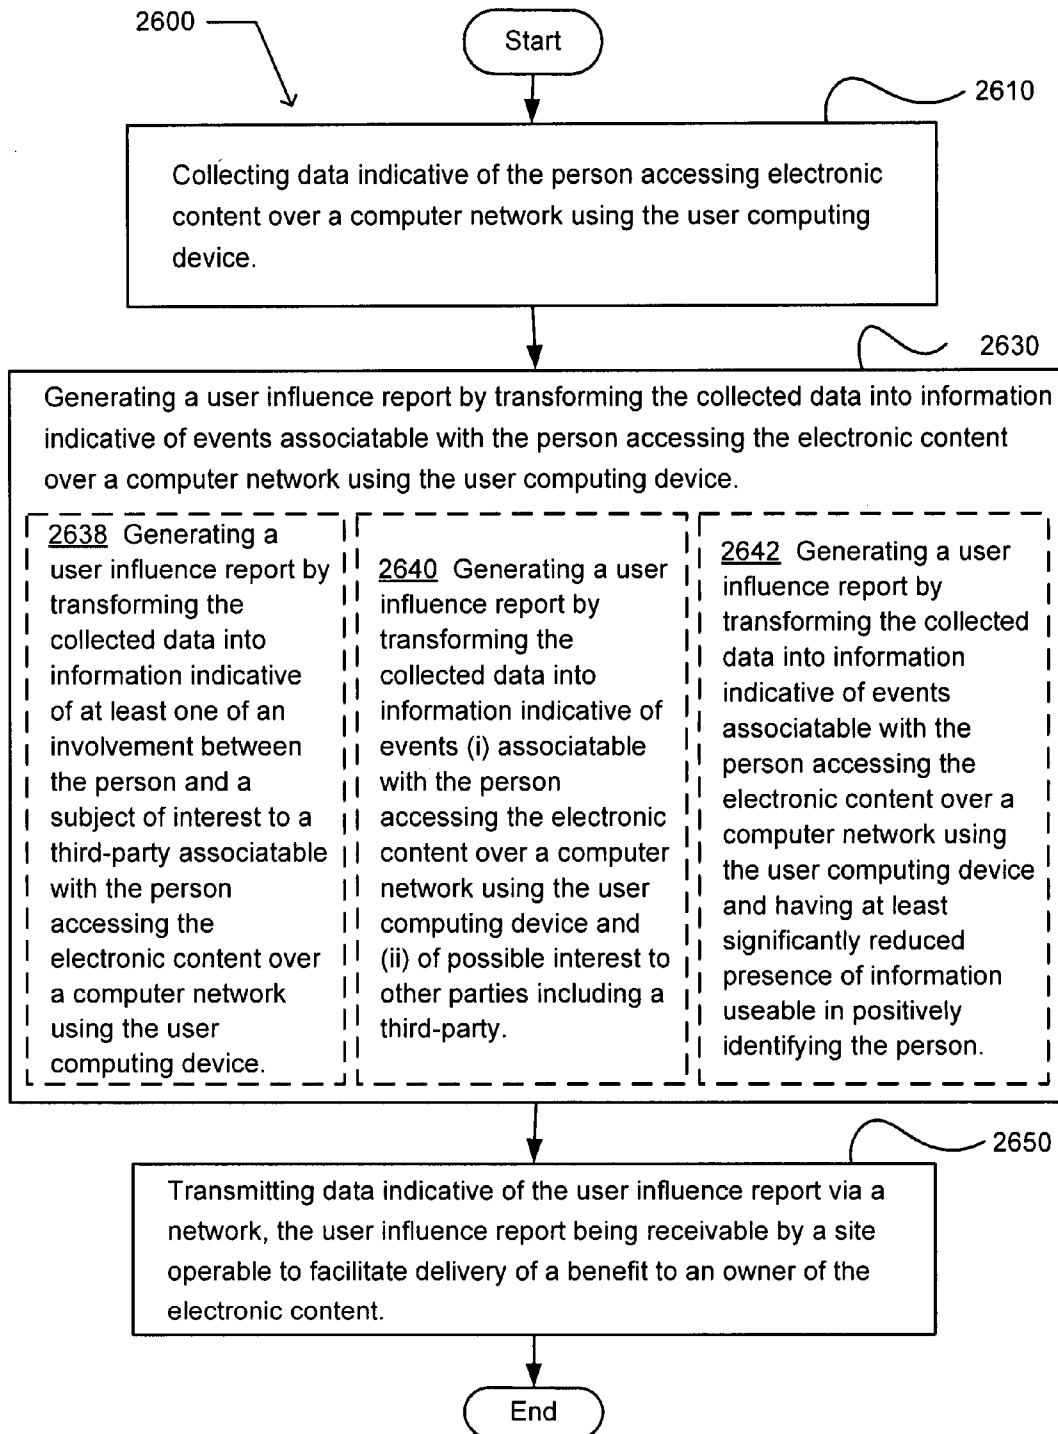 2600
Start
2610
Collecting data indicative of the person accessing electronic
content over a computer network using the user computing
device.
2630
Generating a user influence report by transforming the collected data into information
indicative of events associatable with the person accessing the electronic content
over a computer network using the user computing device.
2638 Generating a
user influence report by
transforming the
collected data into
information indicative
of at least one of an
involvement between
the person and a
subject of interest to a
third-party associatable
with the person
accessing the
electronic content over
a computer network
using the user
computing device.
2640 Generating a user
influence report by
transforming the
collected data into
information indicative of
events (i) associatable
with the person
accessing the electronic
content over a computer
network using the user
computing device and
(ii) of possible interest to
other parties including a
third-party.
2642 Generating a user
influence report by
transforming the collected
data into information
indicative of events
associatable with the
person accessing the
electronic content over a
computer network using
the user computing device
and having at least
significantly reduced
presence of information
useable in positively
identifying the person.
2650
Transmitting data indicative of the user influence report via a
network, the user influence report being receivable by a site
operable to facilitate delivery of a benefit to an owner of the
electronic content.
End